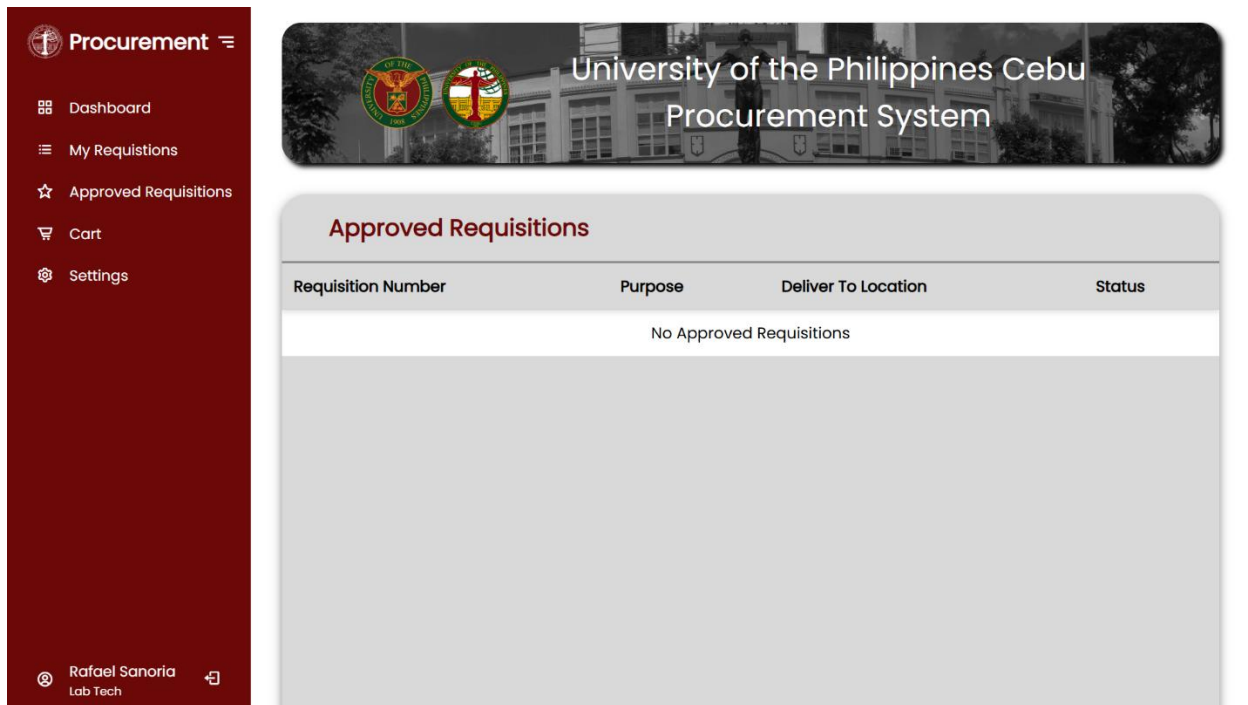 Procurement
Dashboard
My Requistions
Approved Requisitions
Cart
Settings
Rafael Sanoria
Lab Tech
University of the Philippines Cebu
Procurement System
Approved Requisitions
Requisition Number Purpose Deliver To Location Status
No Approved Requisitions